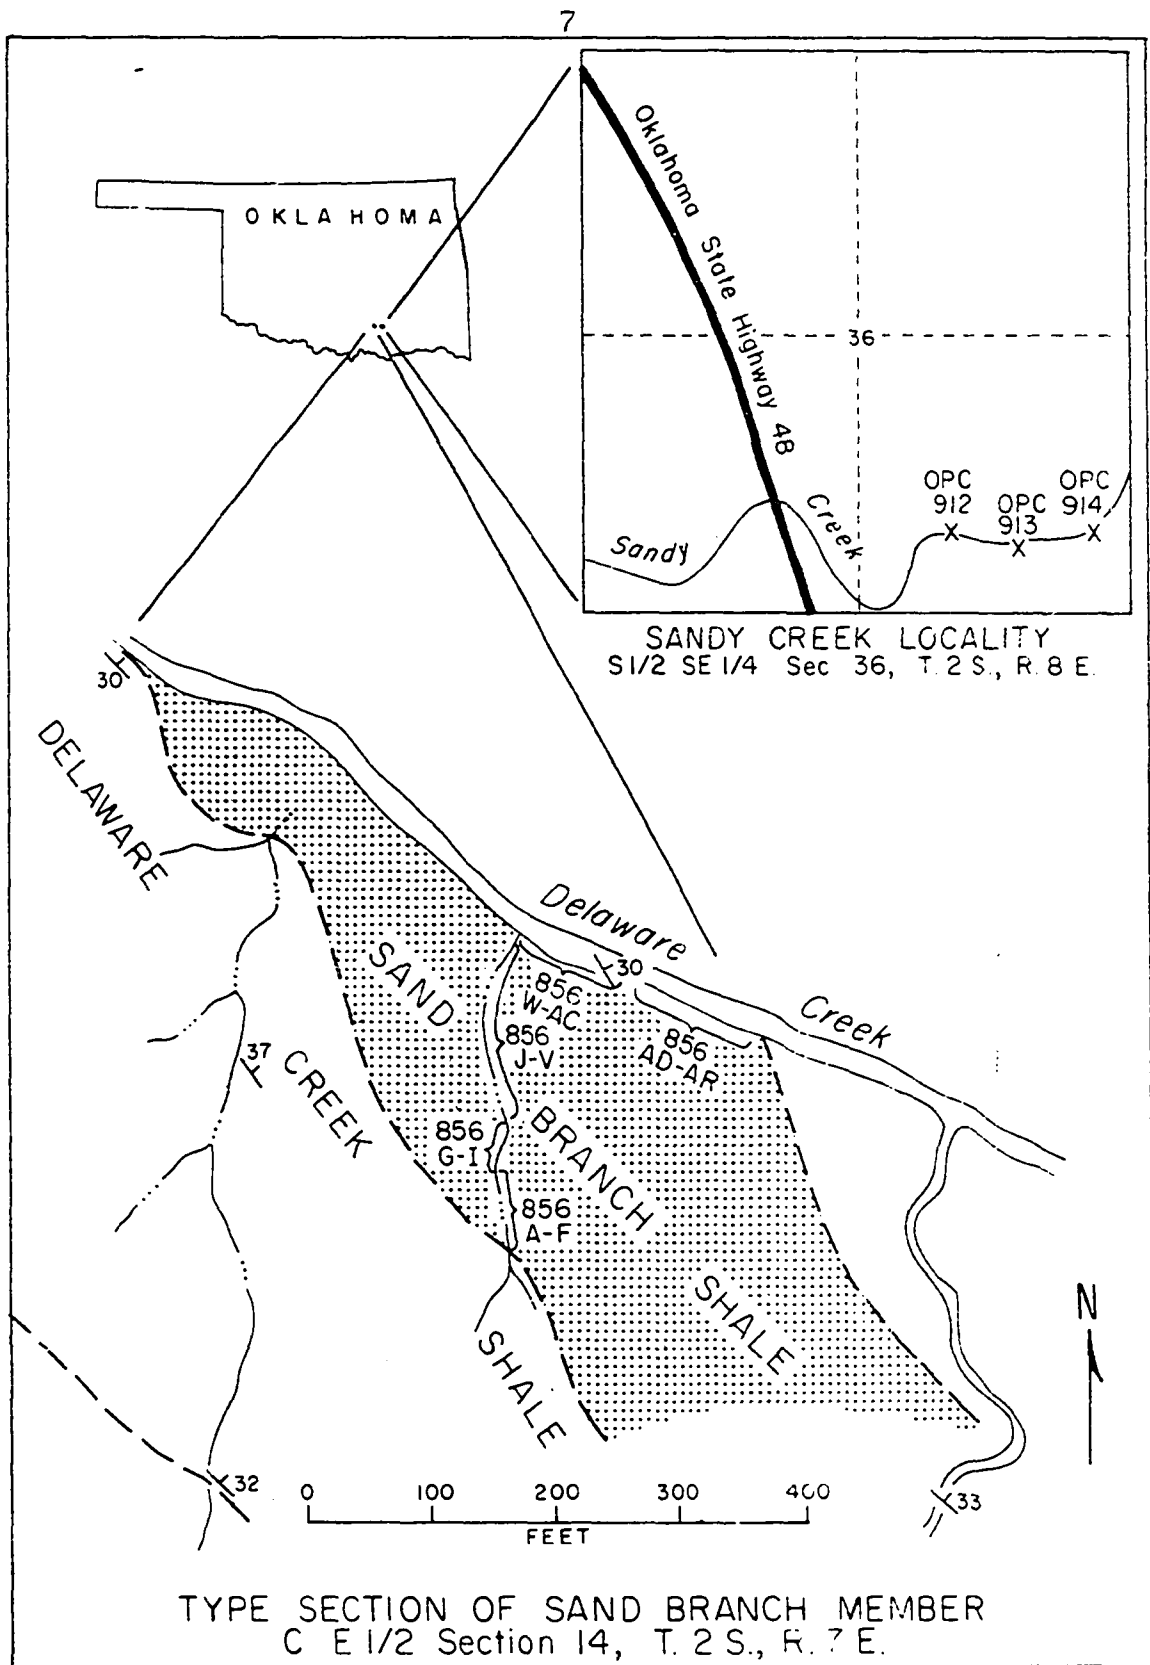 7
OKLAHOMA
Oklahoma State Highway 48
36
OPC 912
OPC 913
OPC 914
Sandy Creek
SANDY CREEK LOCALITY
S1/2 SE 1/4 Sec 36, T. 2 S., R. 8 E.
30
DELAWARE
CREEK
SHALE
Delaware
Creek
SAND
BRANCH
SHALE
30
856
W-AC
856
J-V
856
AD-AR
37
856
G-I
856
A-F
N
32
33
0 100 200 300 400
FEET
TYPE SECTION OF SAND BRANCH MEMBER
C E 1/2 Section 14, T. 2 S., R. 7 E.